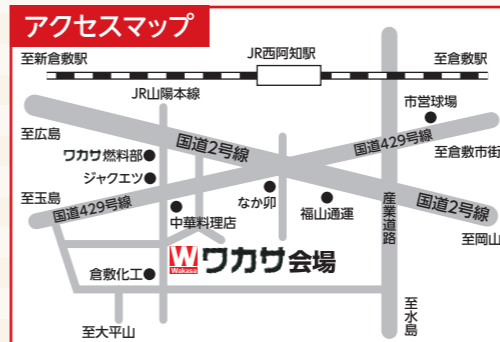 アクセスマップ
JR西阿知駅
至新倉敷駅
至倉敷駅
JR山陽本線
市営球場
至広島
国道2号線
国道429号線
至倉敷市街
ワカサ燃料部
ジャクエツ
至玉島
国道429号線
なか卯
福山通運
国道2号線
産業道路
中華料理店
至岡山
W Wakasa ワカサ会場
倉敷化工
至水島
至大平山